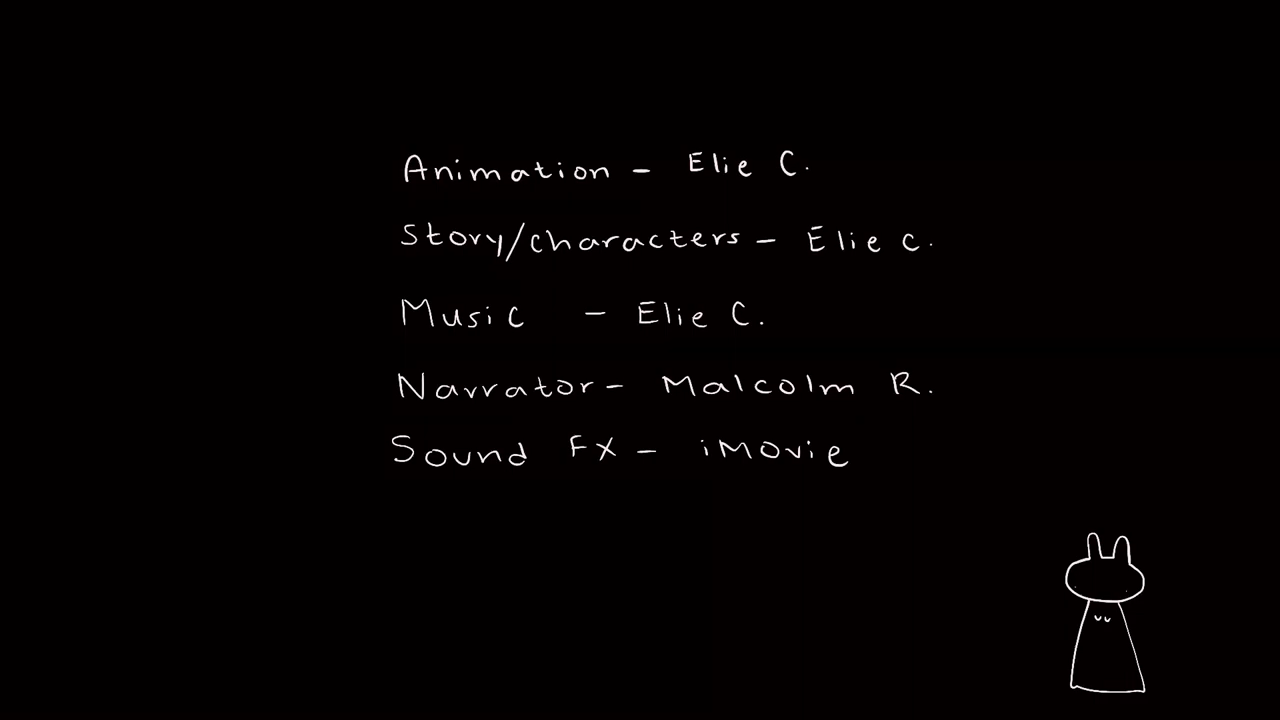 Animation - Elie C.
Story/characters - Elie C.
Music - Elie C.
Narrator - Malcolm R.
Sound FX - iMovie